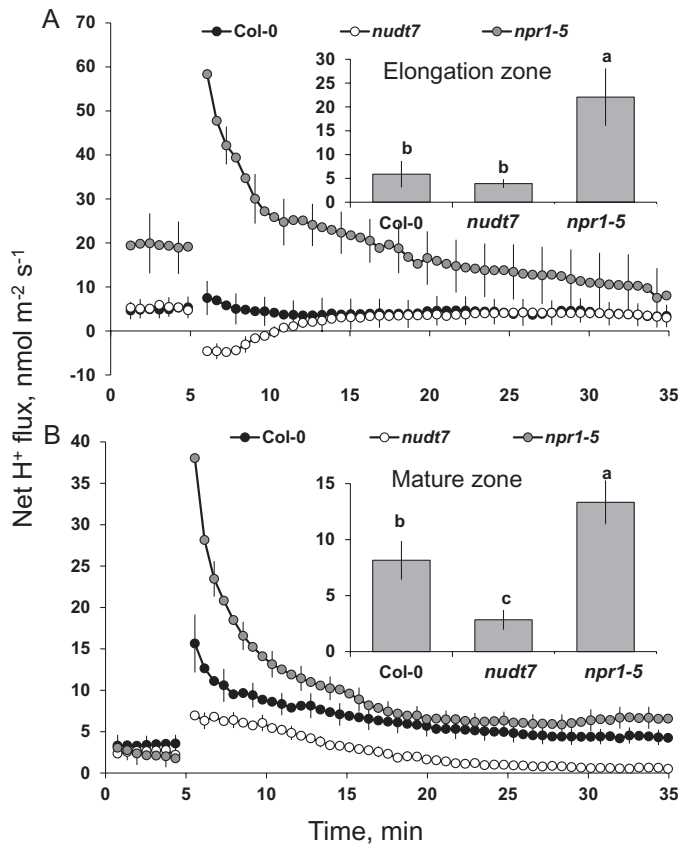 A
Col-0 nudt7 npr1-5
70
60
50
40
30
20
10
0
-10
0 5 10 15 20 25 30 35
Elongation zone
30
25
20
15
10
5
0
b b a
Col-0 nudt7 npr1-5
Net H⁺ flux, nmol m⁻² s⁻¹
B
Col-0 nudt7 npr1-5
40
35
30
25
20
15
10
5
0
0 5 10 15 20 25 30 35
Mature zone
15
10
5
0
b c a
Col-0 nudt7 npr1-5
Time, min